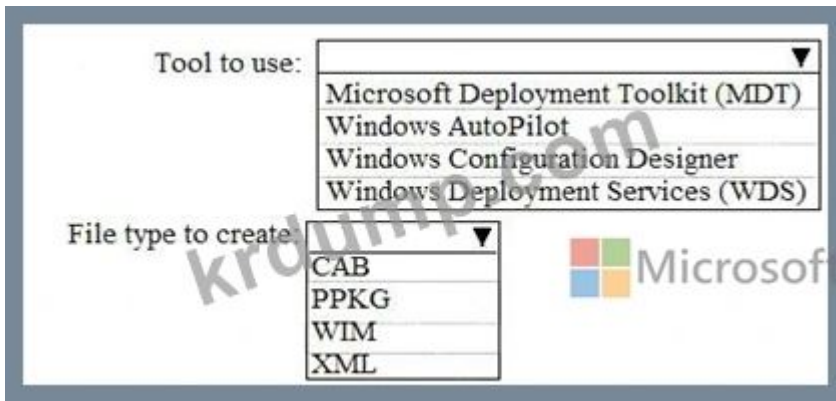 Tool to use:
Microsoft Deployment Toolkit (MDT)
Windows AutoPilot
Windows Configuration Designer
Windows Deployment Services (WDS)
File type to create:
CAB
PPKG
WIM
XML
Microsoft
krdump.com